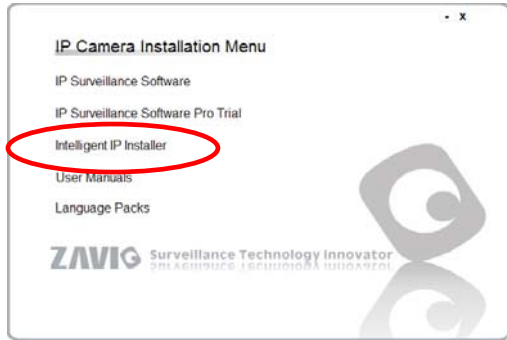 - x
IP Camera Installation Menu
IP Surveillance Software
IP Surveillance Software Pro Trial
Intelligent IP Installer
User Manuals
Language Packs
ZAVIO Surveillance Technology Innovator